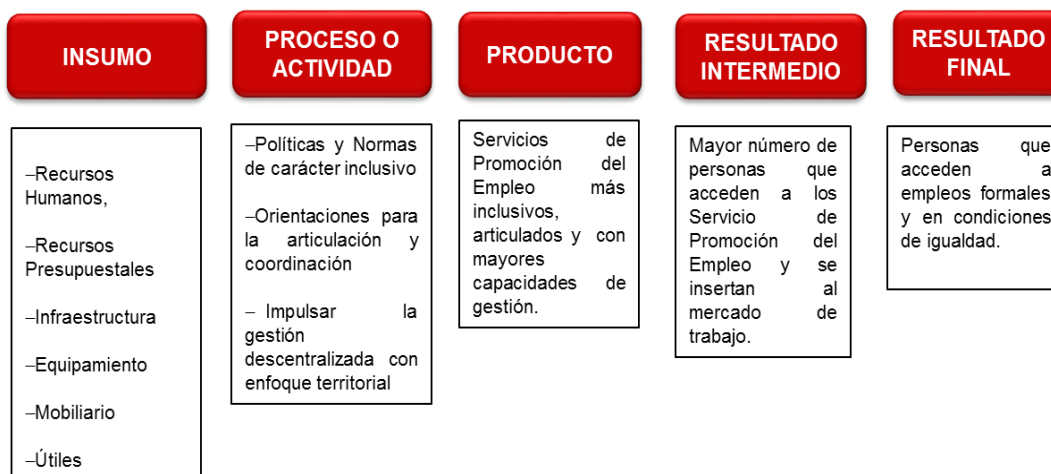 INSUMO
–Recursos
Humanos,
–Recursos
Presupuestales
–Infraestructura
–Equipamiento
–Mobiliario
–Útiles
PROCESO O
ACTIVIDAD
–Políticas y Normas
de carácter inclusivo
–Orientaciones para
la articulación y
coordinación
– Impulsar la
gestión
descentralizada con
enfoque territorial
PRODUCTO
Servicios de
Promoción del
Empleo más
inclusivos,
articulados y con
mayores
capacidades de
gestión.
RESULTADO
INTERMEDIO
Mayor número de
personas que
acceden a los
Servicio de
Promoción del
Empleo y se
insertan al
mercado de
trabajo.
RESULTADO
FINAL
Personas que
acceden a
empleos formales
y en condiciones
de igualdad.